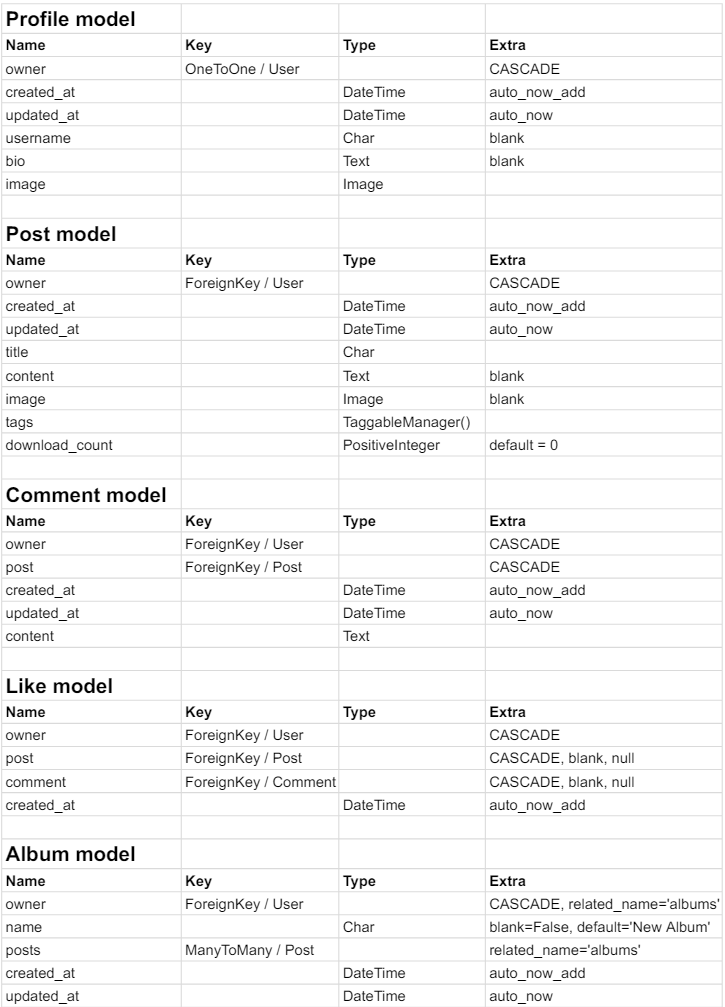 Profile model
Name Key Type Extra
owner OneToOne / User CASCADE
created_at DateTime auto_now_add
updated_at DateTime auto_now
username Char blank
bio Text blank
image Image
Post model
Name Key Type Extra
owner ForeignKey / User CASCADE
created_at DateTime auto_now_add
updated_at DateTime auto_now
title Char
content Text blank
image Image blank
tags TaggableManager()
download_count PositiveInteger default = 0
Comment model
Name Key Type Extra
owner ForeignKey / User CASCADE
post ForeignKey / Post CASCADE
created_at DateTime auto_now_add
updated_at DateTime auto_now
content Text
Like model
Name Key Type Extra
owner ForeignKey / User CASCADE
post ForeignKey / Post CASCADE, blank, null
comment ForeignKey / Comment CASCADE, blank, null
created_at DateTime auto_now_add
Album model
Name Key Type Extra
owner ForeignKey / User CASCADE, related_name='albums'
name Char blank=False, default='New Album'
posts ManyToMany / Post related_name='albums'
created_at DateTime auto_now_add
updated_at DateTime auto_now